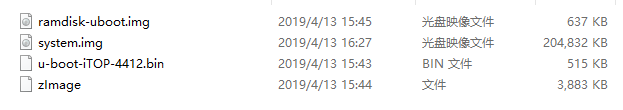 ramdisk-uboot.img 2019/4/13 15:45 光盘映像文件 637 KB
system.img 2019/4/13 16:27 光盘映像文件 204,832 KB
u-boot-iTOP-4412.bin 2019/4/13 15:43 BIN 文件 515 KB
zImage 2019/4/13 15:44 文件 3,883 KB